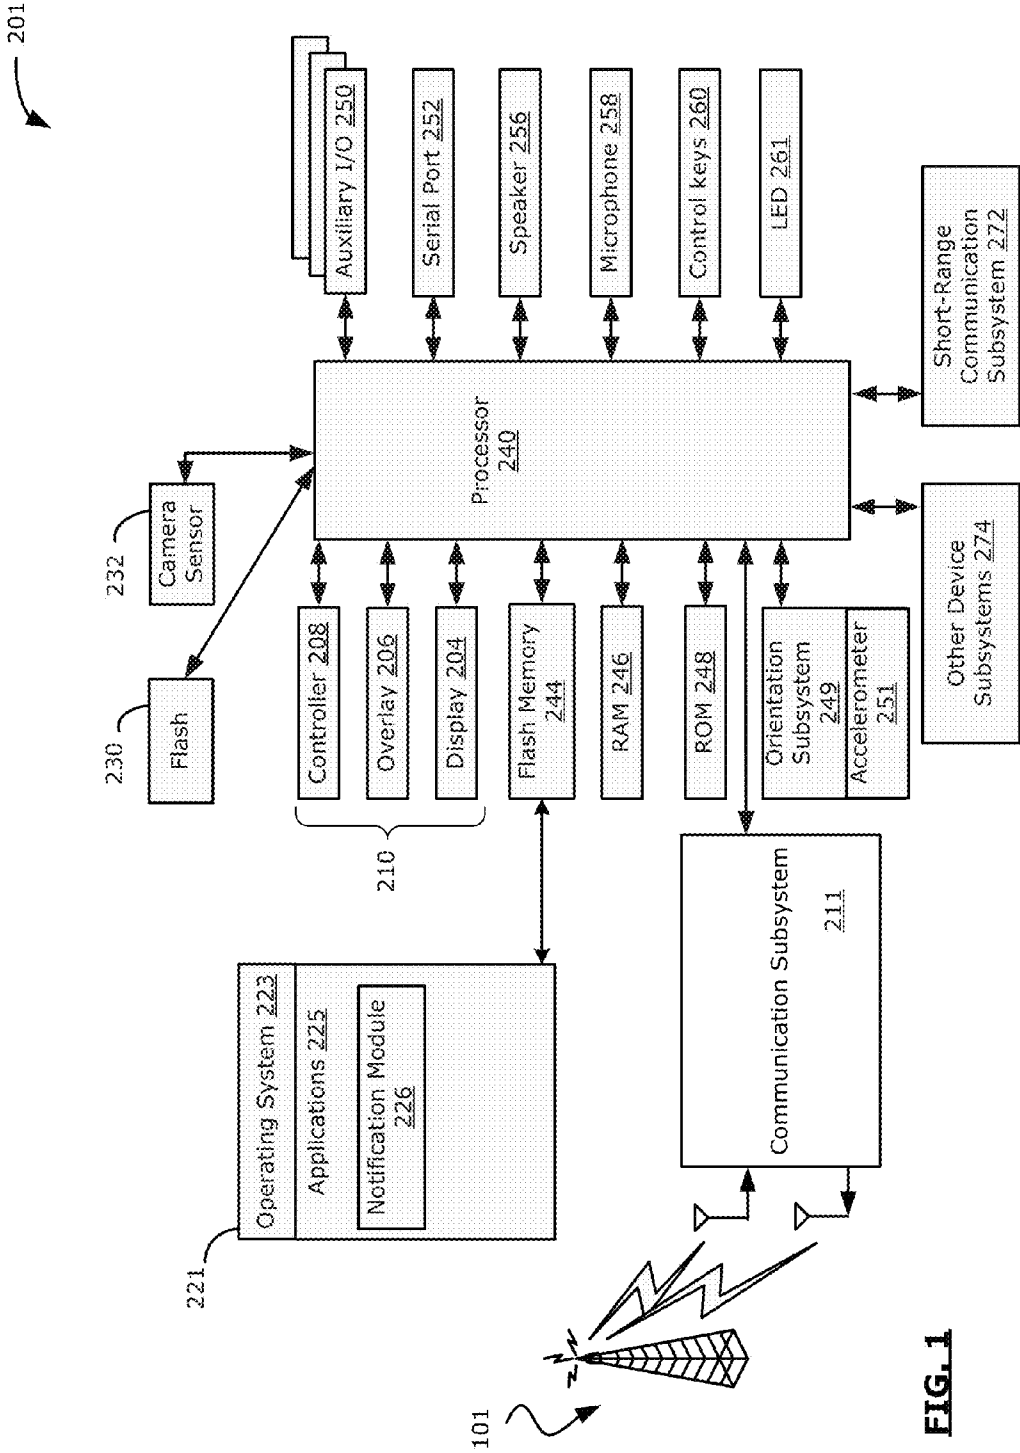 201
230
Flash
232
Camera
Sensor
Auxiliary I/O 250
Serial Port 252
Speaker 256
Microphone 258
Control keys 260
LED 261
Processor
240
210
Controller 208
Overlay 206
Display 204
Flash Memory
244
RAM 246
ROM 248
Orientation
Subsystem
249
Accelerometer
251
221
Operating System 223
Applications 225
Notification Module
226
Communication Subsystem
211
Other Device
Subsystems 274
Short-Range
Communication
Subsystem 272
101
FIG. 1